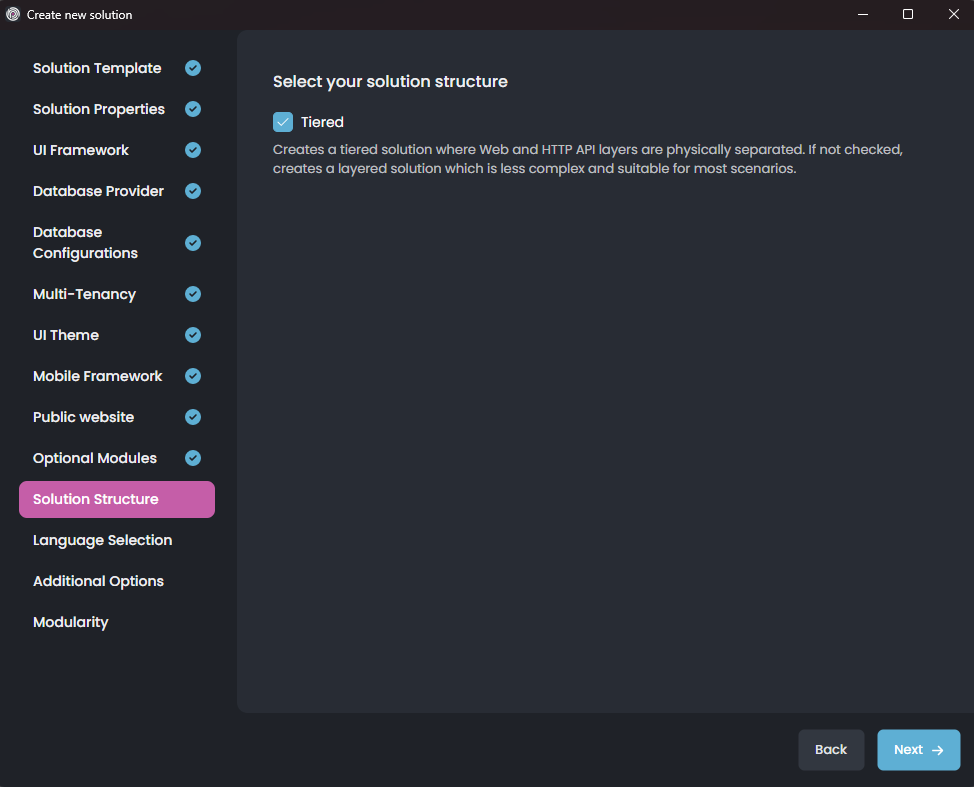 Create new solution
Solution Template
Solution Properties
UI Framework
Database Provider
Database
Configurations
Multi-Tenancy
UI Theme
Mobile Framework
Public website
Optional Modules
Solution Structure
Language Selection
Additional Options
Modularity
Select your solution structure
Tiered
Creates a tiered solution where Web and HTTP API layers are physically separated. If not checked,
creates a layered solution which is less complex and suitable for most scenarios.
Back
Next